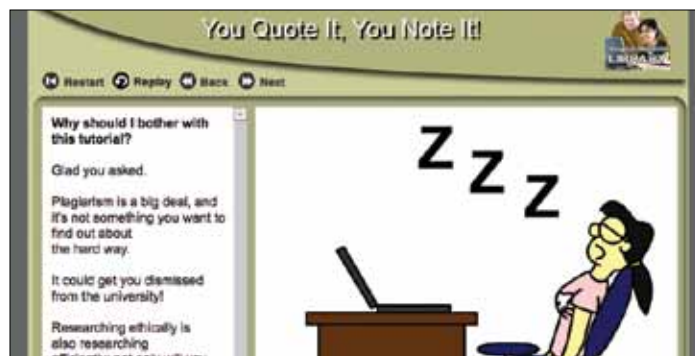 You Quote It, You Note It!
LIBRARY
Restart Replay Back Next
Why should I bother with
this tutorial?
Glad you asked.
Plagiarism is a big deal, and
it's not something you want to
find out about
the hard way.
It could get you dismissed
from the university!
Researching ethically is
also researching
Z Z Z